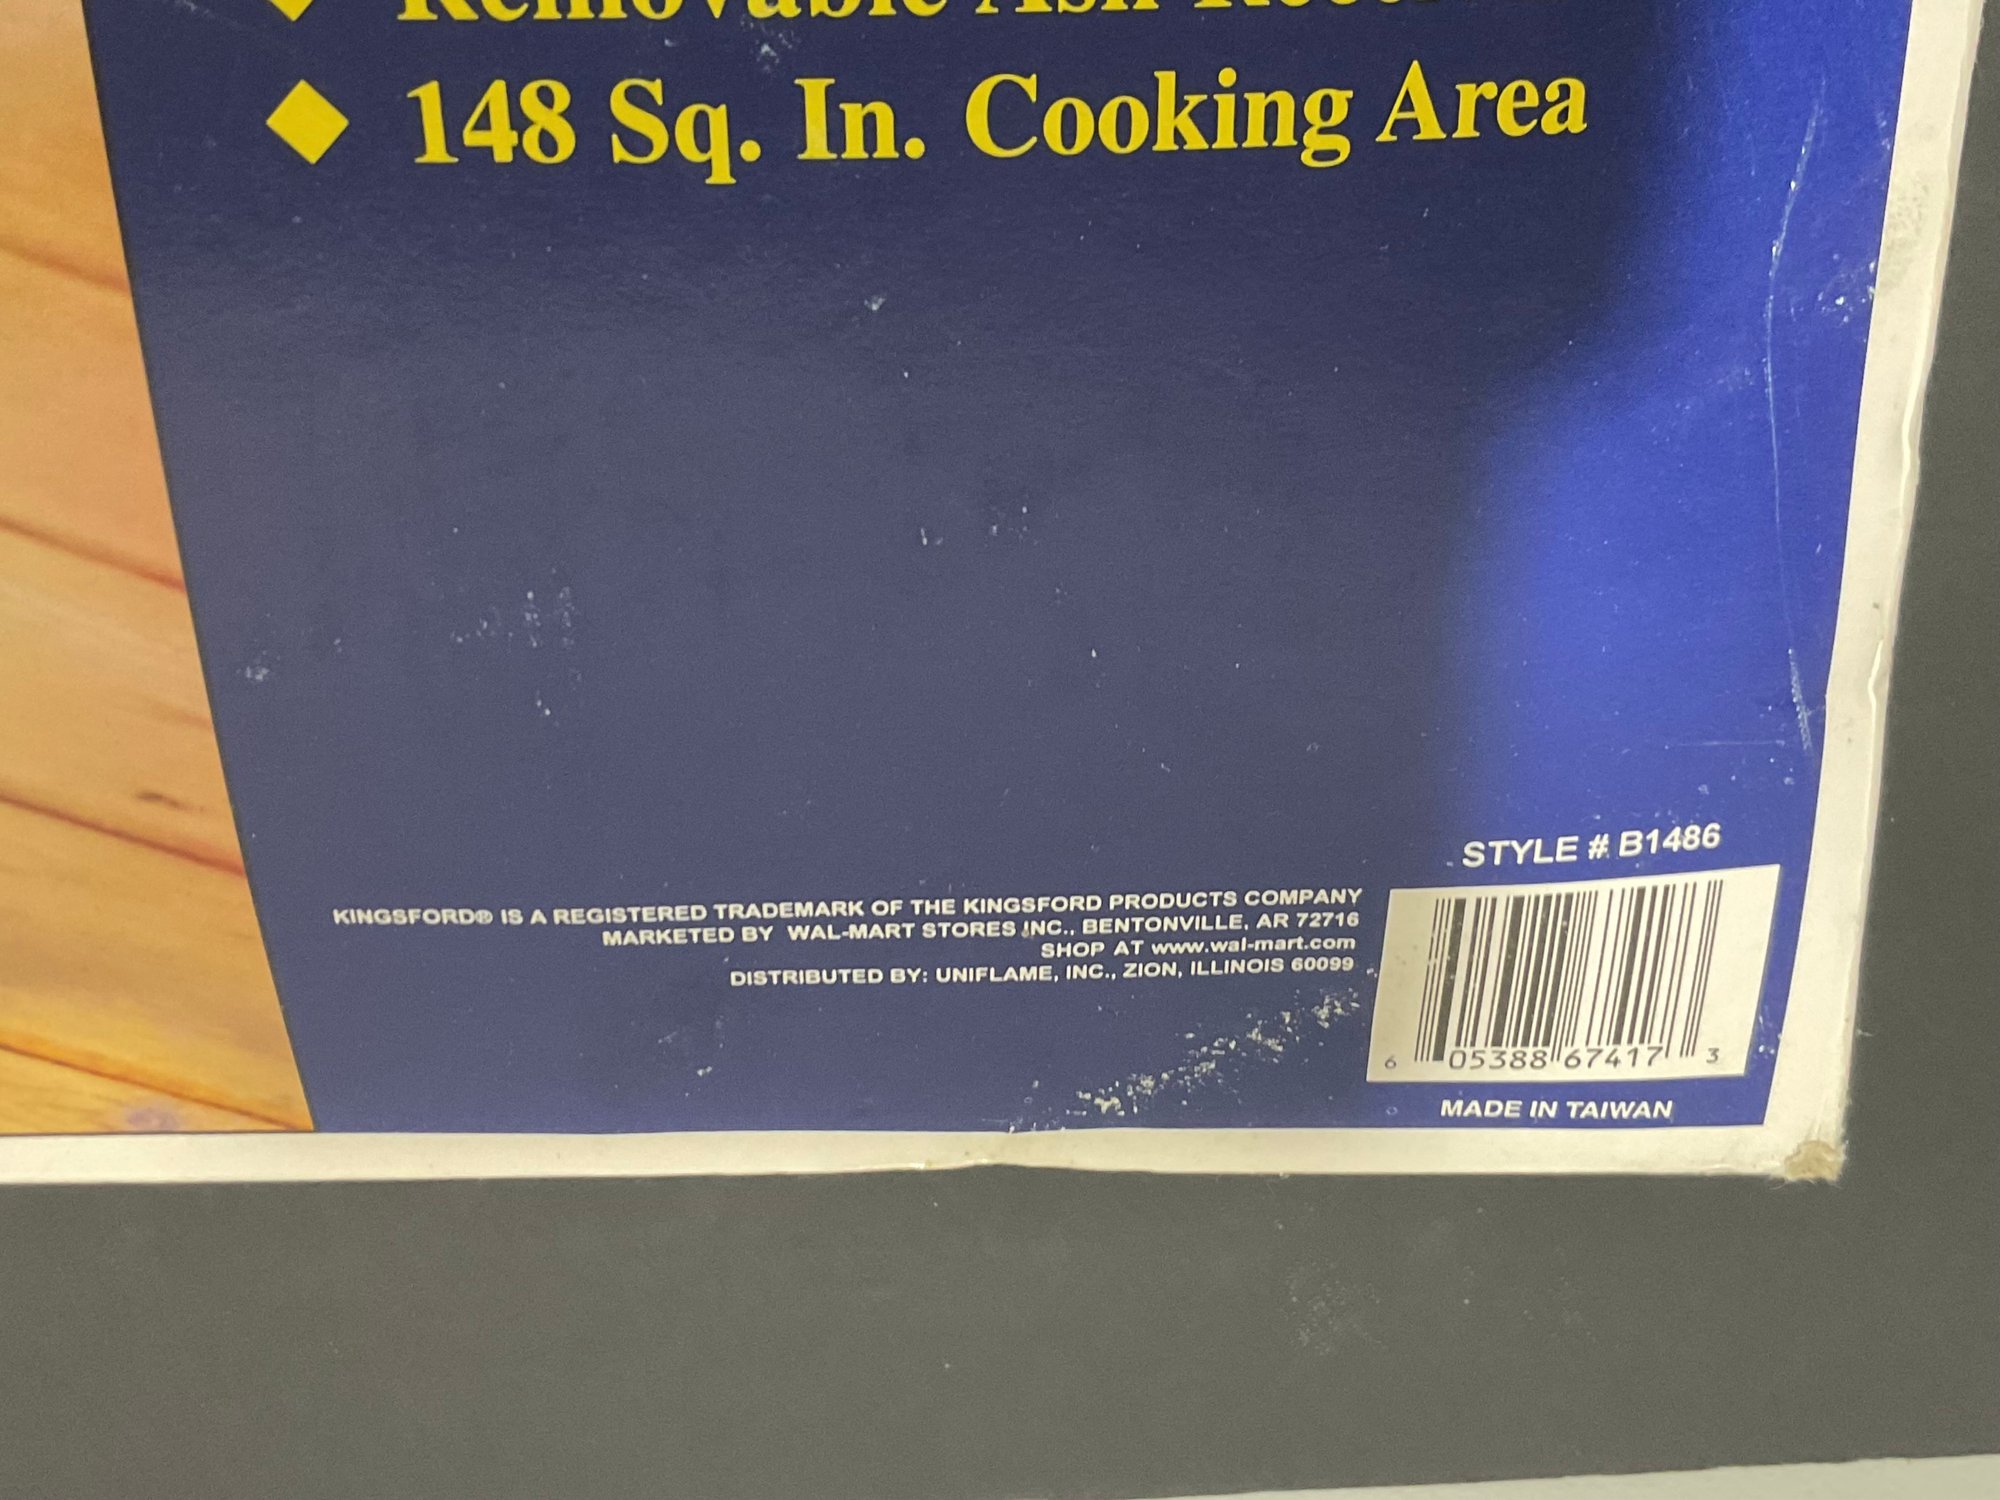 Removable Ash
◆ 148 Sq. In. Cooking Area
STYLE # B1486
KINGSFORD® IS A REGISTERED TRADEMARK OF THE KINGSFORD PRODUCTS COMPANY
MARKETED BY WAL-MART STORES INC., BENTONVILLE, AR 72716
SHOP AT www.wal-mart.com
DISTRIBUTED BY: UNIFLAME, INC., ZION, ILLINOIS 60099
6 05388 67417 3
MADE IN TAIWAN